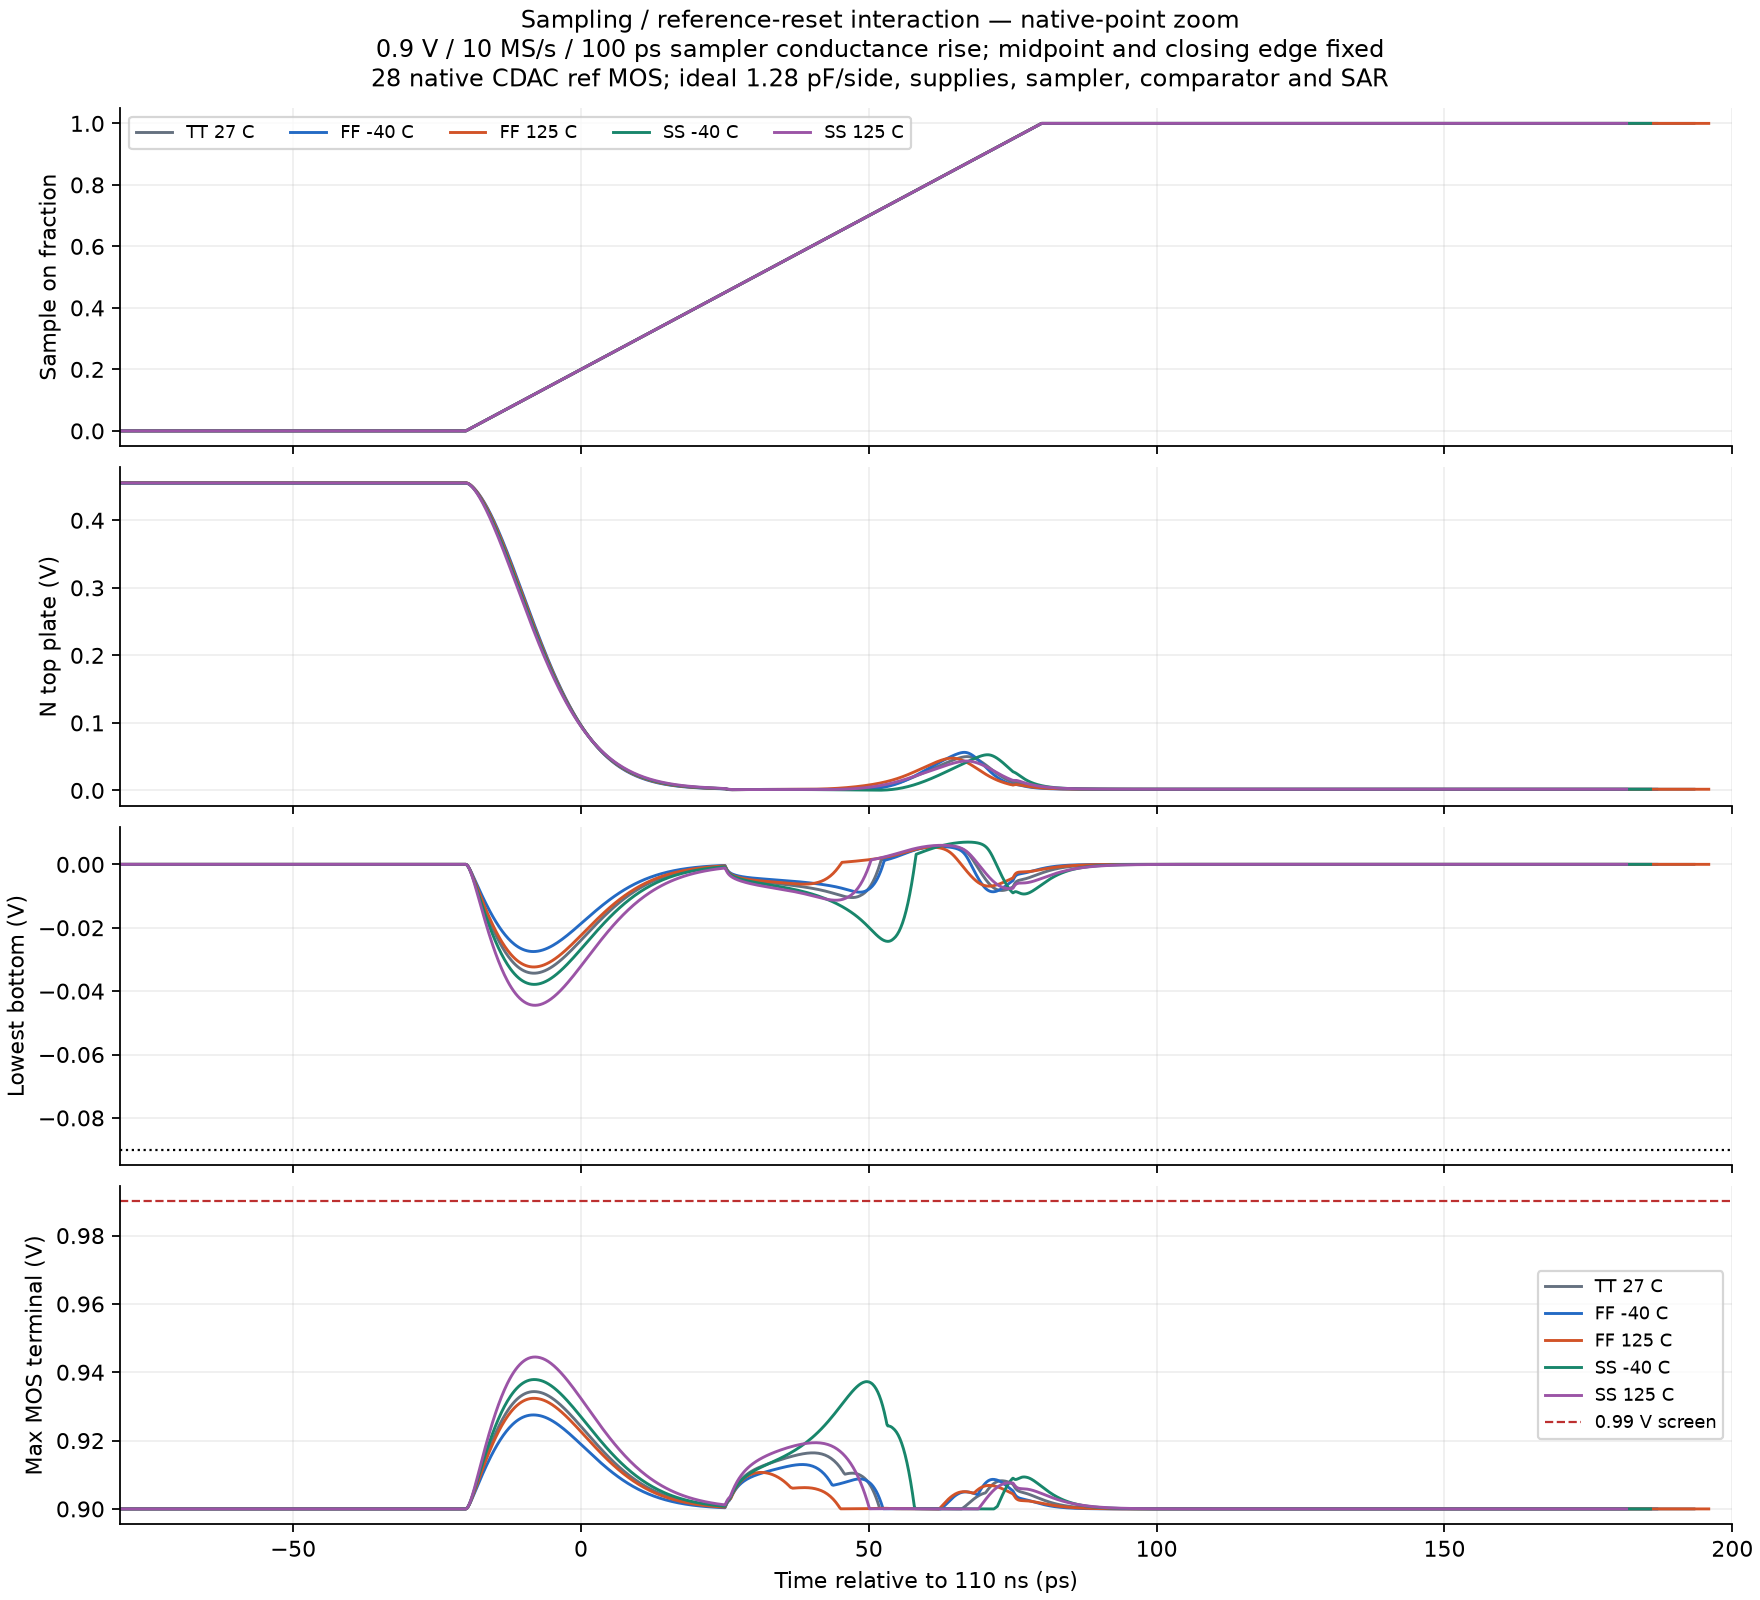 Sampling / reference-reset interaction — native-point zoom
0.9 V / 10 MS/s / 100 ps sampler conductance rise; midpoint and closing edge fixed
28 native CDAC ref MOS; ideal 1.28 pF/side, supplies, sampler, comparator and SAR
TT 27 C
FF -40 C
FF 125 C
SS -40 C
SS 125 C
Sample on fraction
1.0
0.8
0.6
0.4
0.2
0.0
N top plate (V)
0.4
0.3
0.2
0.1
0.0
Lowest bottom (V)
0.00
−0.02
−0.04
−0.06
−0.08
Max MOS terminal (V)
0.98
0.96
0.94
0.92
0.90
TT 27 C
FF -40 C
FF 125 C
SS -40 C
SS 125 C
0.99 V screen
−50
0
50
100
150
200
Time relative to 110 ns (ps)